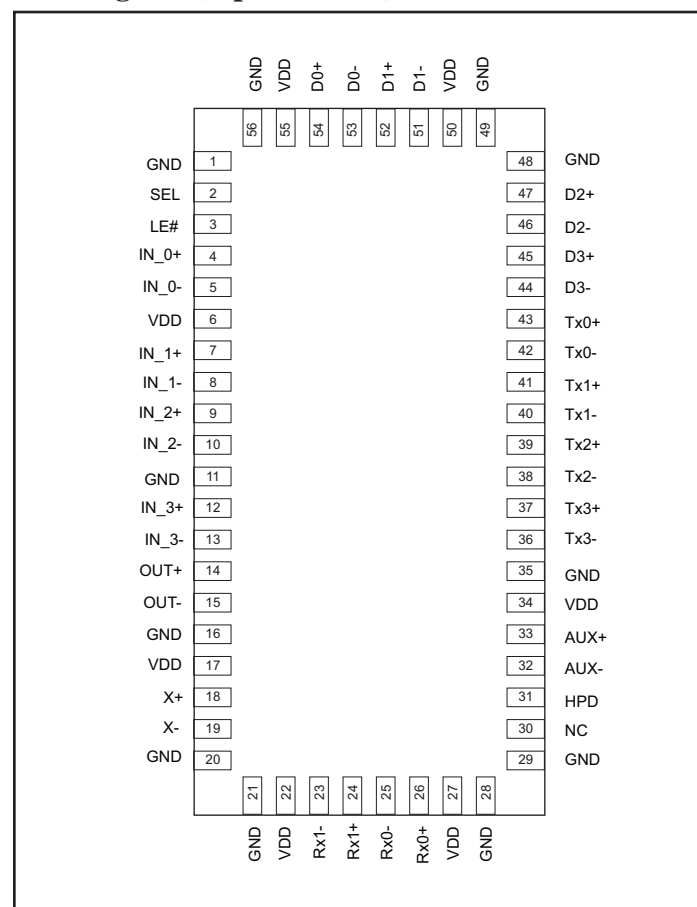 GND VDD D0+ D0- D1+ D1- VDD GND
56 55 54 53 52 51 50 49
GND 1 48 GND
SEL 2 47 D2+
LE# 3 46 D2-
IN_0+ 4 45 D3+
IN_0- 5 44 D3-
VDD 6 43 Tx0+
IN_1+ 7 42 Tx0-
IN_1- 8 41 Tx1+
IN_2+ 9 40 Tx1-
IN_2- 10 39 Tx2+
GND 11 38 Tx2-
IN_3+ 12 37 Tx3+
IN_3- 13 36 Tx3-
OUT+ 14 35 GND
OUT- 15 34 VDD
GND 16 33 AUX+
VDD 17 32 AUX-
X+ 18 31 HPD
X- 19 30 NC
GND 20 29 GND
21 22 23 24 25 26 27 28
GND VDD Rx1- Rx1+ Rx0- Rx0+ VDD GND